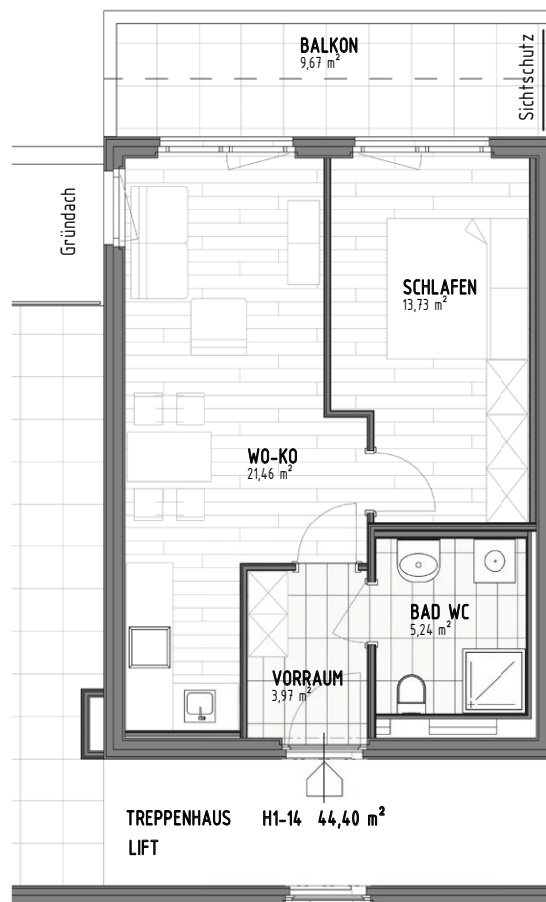 BALKON
9,67 m²
Sichtschutz
Gründach
SCHLAFEN
13,73 m²
WO-KO
21,46 m²
BAD WC
5,24 m²
VORRAUM
3,97 m²
TREPPENHAUS H1-14 44,40 m²
LIFT